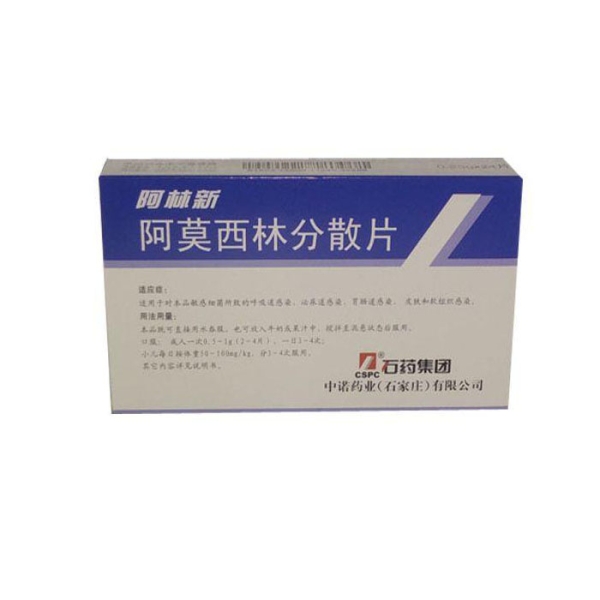 阿林新
阿莫西林分散片
适应症:
适用于对本品敏感细菌所致的呼吸道感染、泌尿道感染、胃肠道感染、皮肤和软组织感染。
用法用量:
本品既可直接用水吞服,也可放入牛奶或果汁中,搅拌至混悬状态后服用。
口服: 成人一次0.5-1g(2-4片),一日3-4次;
小儿每日按体重50-100mg/kg,分3-4次服用。
其它内容详见说明书。
CSPC ® 石药集团
中诺药业(石家庄)有限公司